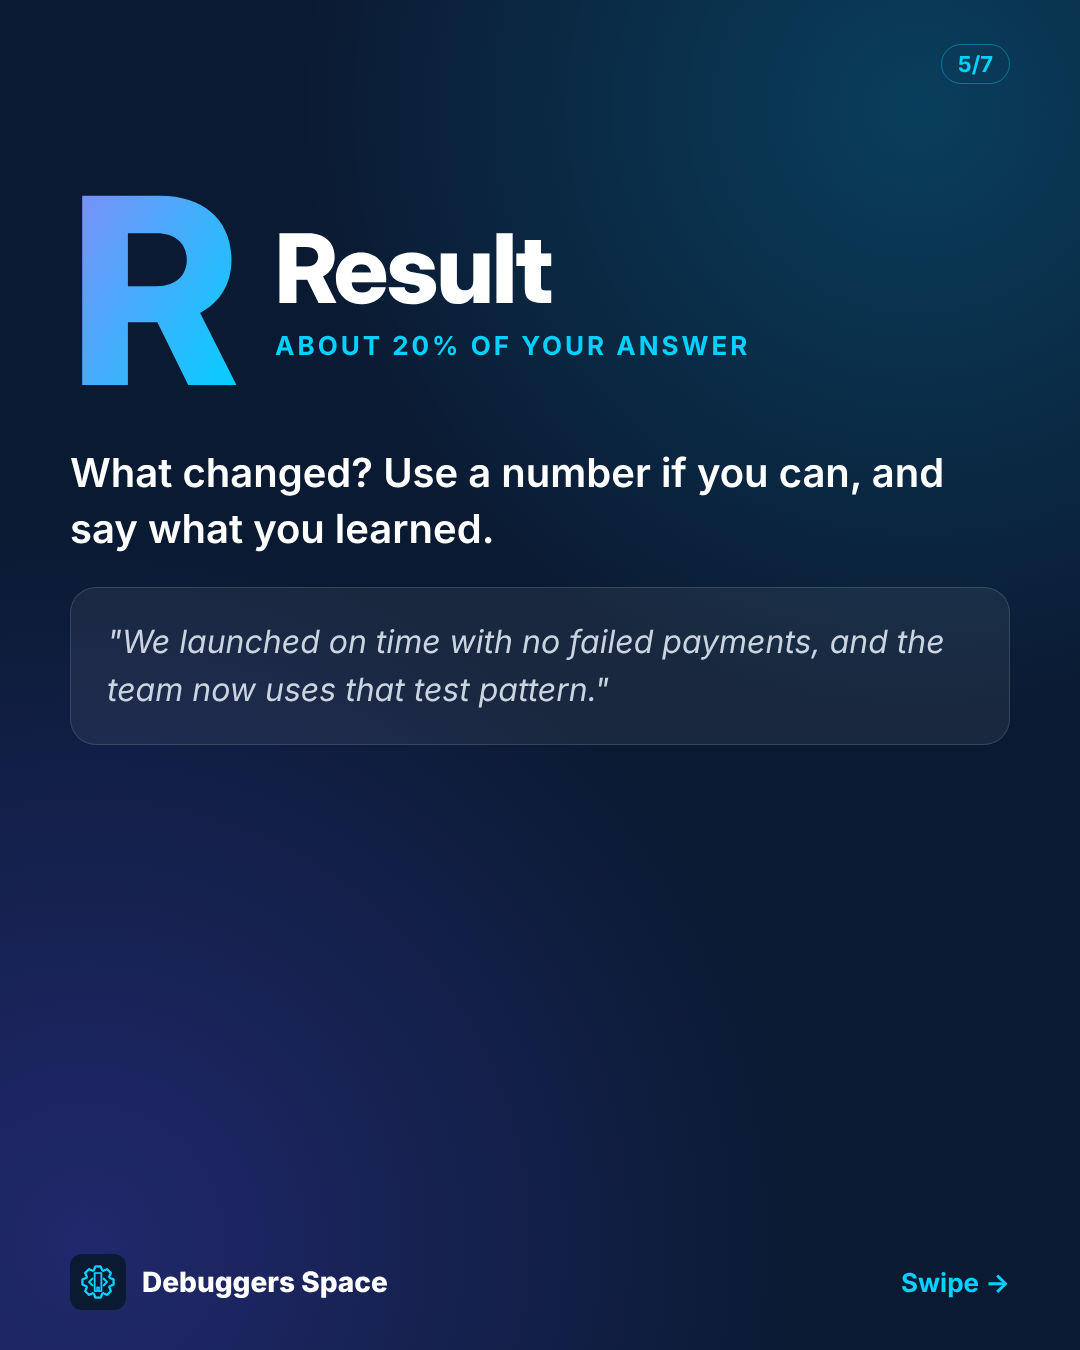 5/7
R
Result
ABOUT 20% OF YOUR ANSWER
What changed? Use a number if you can, and
say what you learned.
"We launched on time with no failed payments, and the
team now uses that test pattern."
Debuggers Space
Swipe →